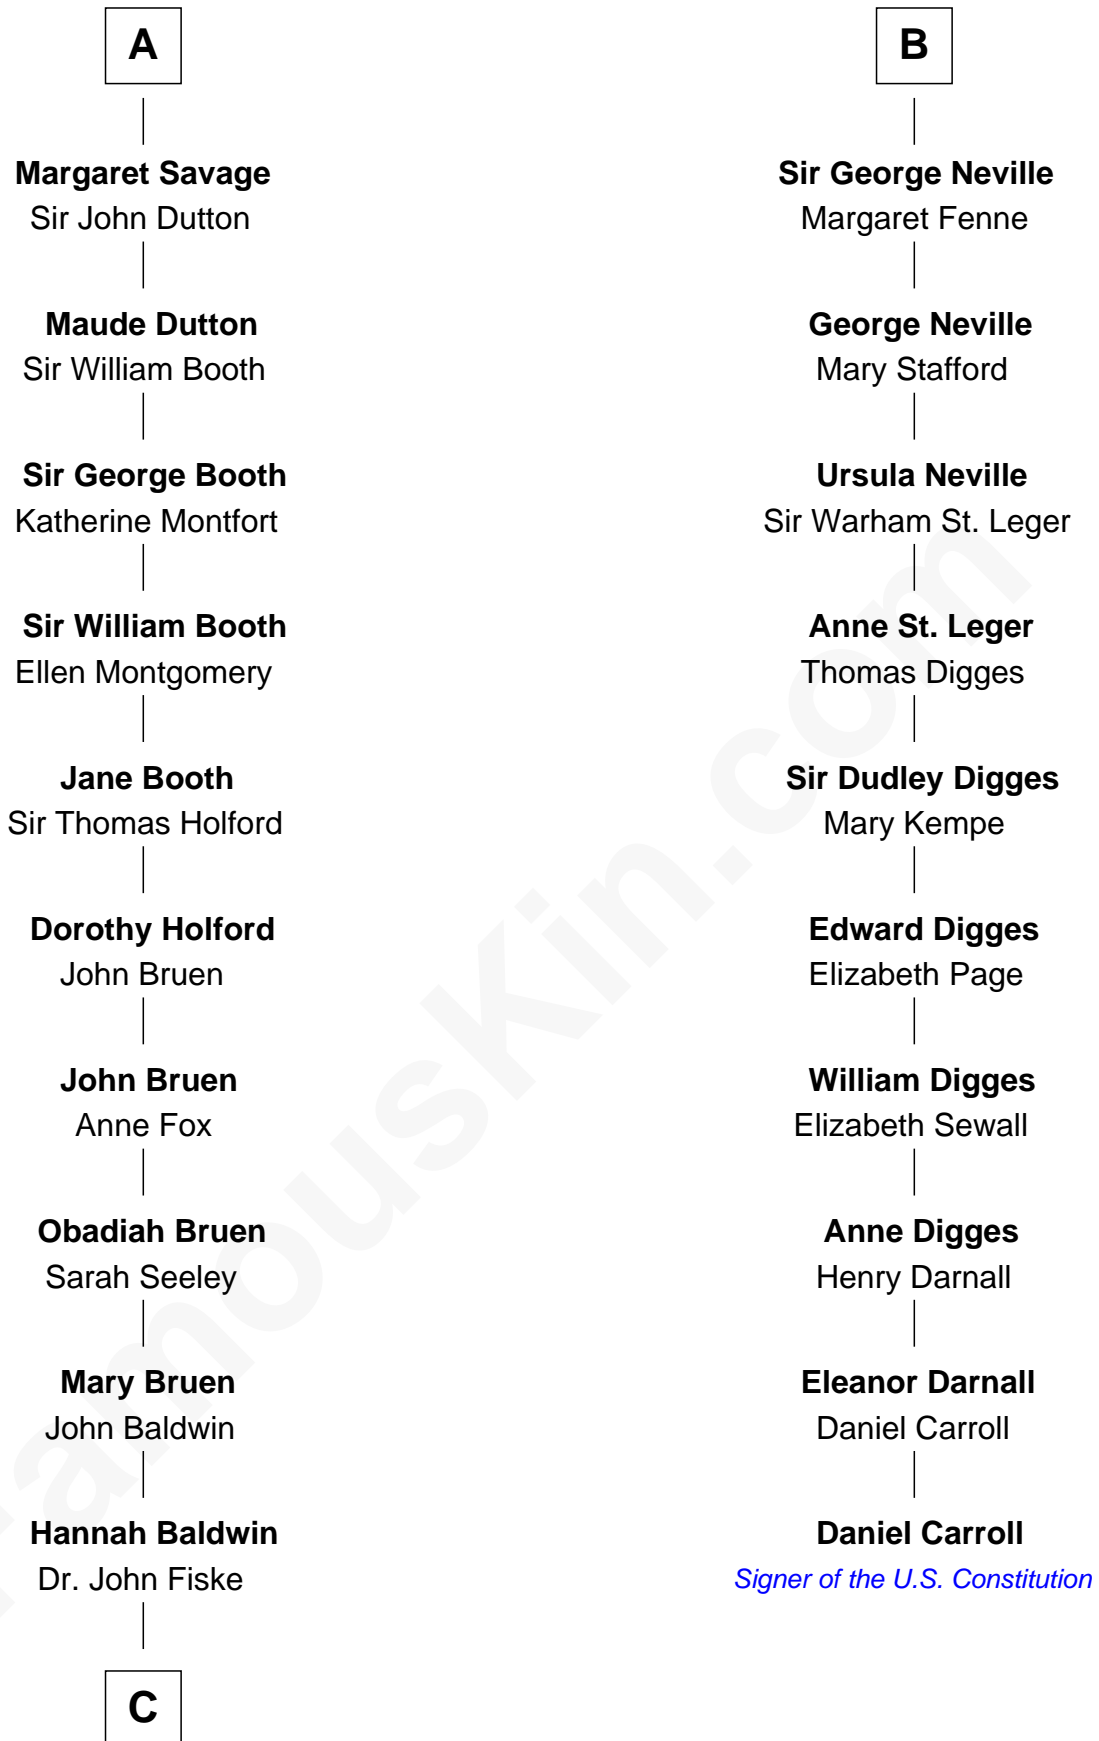 A
Margaret Savage
Sir John Dutton
Maude Dutton
Sir William Booth
Sir George Booth
Katherine Montfort
Sir William Booth
Ellen Montgomery
Jane Booth
Sir Thomas Holford
Dorothy Holford
John Bruen
John Bruen
Anne Fox
Obadiah Bruen
Sarah Seeley
Mary Bruen
John Baldwin
Hannah Baldwin
Dr. John Fiske
C
B
Sir George Neville
Margaret Fenne
George Neville
Mary Stafford
Ursula Neville
Sir Warham St. Leger
Anne St. Leger
Thomas Digges
Sir Dudley Digges
Mary Kempe
Edward Digges
Elizabeth Page
William Digges
Elizabeth Sewall
Anne Digges
Henry Darnall
Eleanor Darnall
Daniel Carroll
Daniel Carroll
Signer of the U.S. Constitution
FamousKin.com